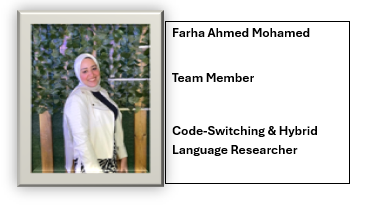 Farha Ahmed Mohamed
Team Member
Code-Switching & Hybrid
Language Researcher